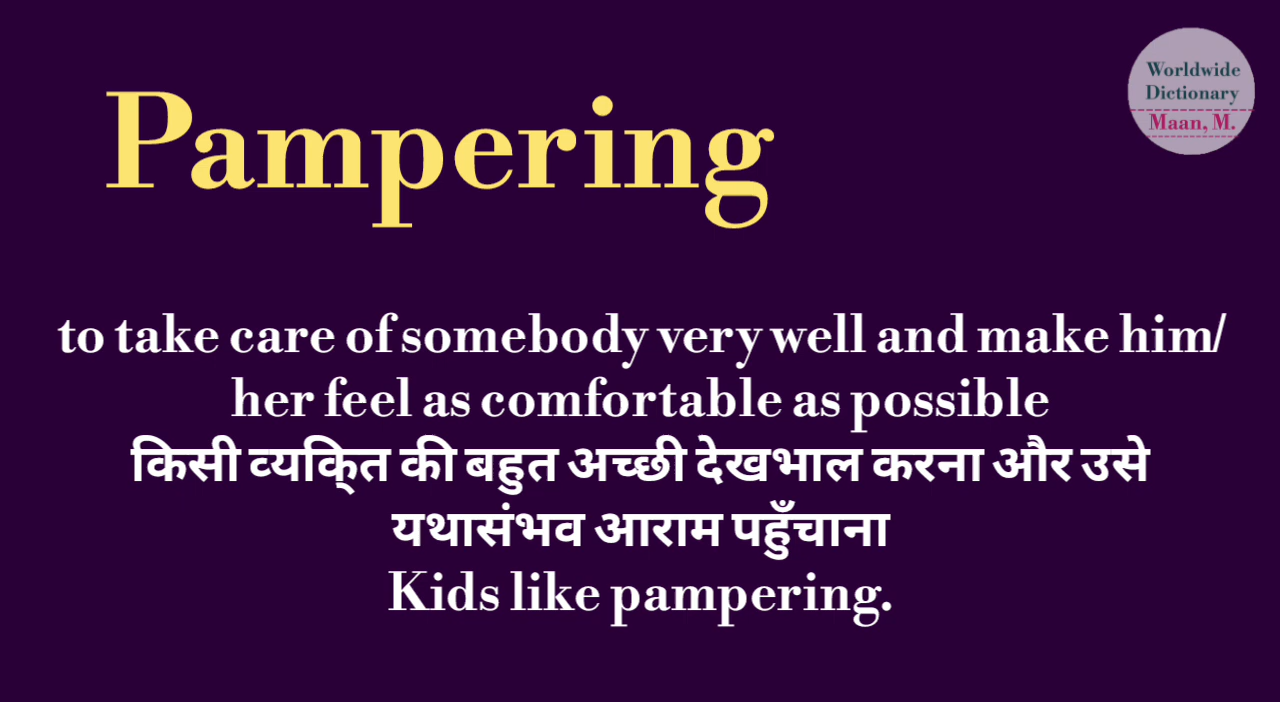 Worldwide
Dictionary
Maan, M.
Pampering
to take care of somebody very well and make him/
her feel as comfortable as possible
किसी व्यक्ति की बहुत अच्छी देखभाल करना और उसे
यथासंभव आराम पहुँचाना
Kids like pampering.